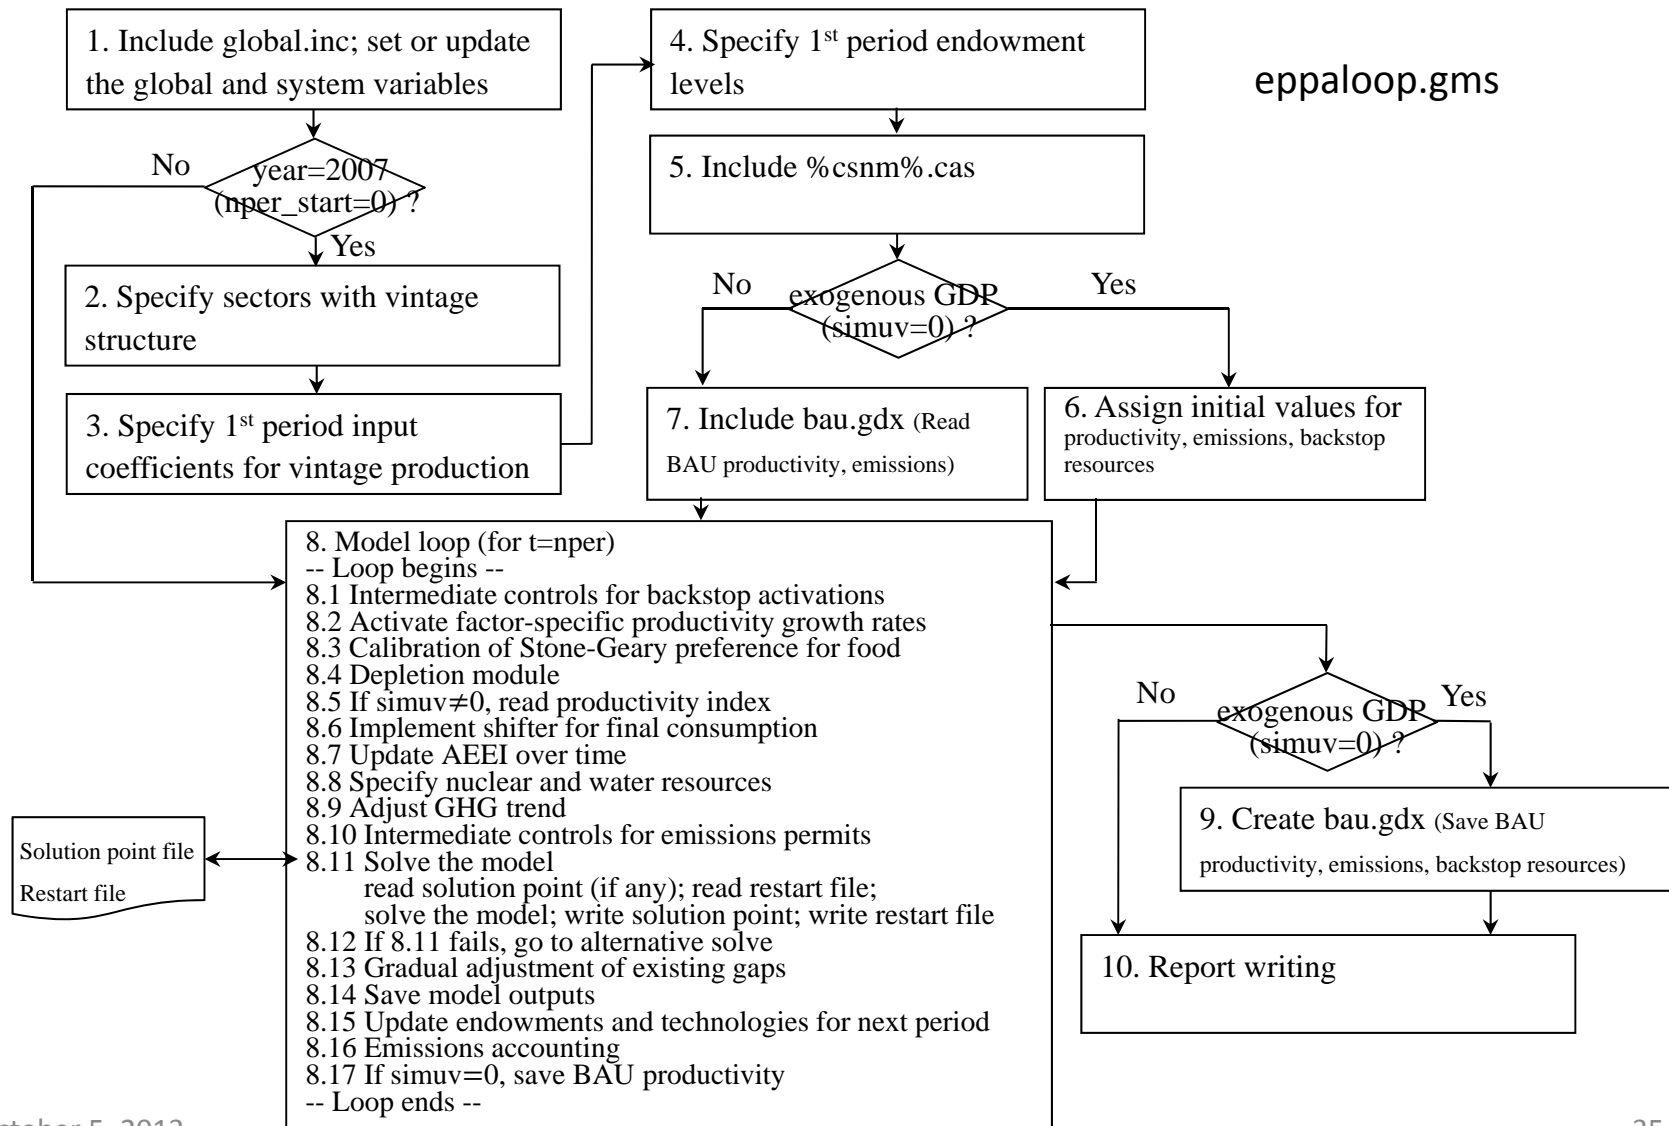 eppaloop.gms
1. Include global.inc; set or update
the global and system variables
No
year=2007
(nper_start=0) ?
Yes
2. Specify sectors with vintage
structure
3. Specify 1st period input
coefficients for vintage production
4. Specify 1st period endowment
levels
5. Include %csnm%.cas
No
exogenous GDP
(simuv=0) ?
Yes
7. Include bau.gdx (Read
BAU productivity, emissions)
6. Assign initial values for
productivity, emissions, backstop
resources
8. Model loop (for t=nper)
-- Loop begins --
8.1 Intermediate controls for backstop activations
8.2 Activate factor-specific productivity growth rates
8.3 Calibration of Stone-Geary preference for food
8.4 Depletion module
8.5 If simuv≠0, read productivity index
8.6 Implement shifter for final consumption
8.7 Update AEEI over time
8.8 Specify nuclear and water resources
8.9 Adjust GHG trend
8.10 Intermediate controls for emissions permits
8.11 Solve the model
read solution point (if any); read restart file;
solve the model; write solution point; write restart file
8.12 If 8.11 fails, go to alternative solve
8.13 Gradual adjustment of existing gaps
8.14 Save model outputs
8.15 Update endowments and technologies for next period
8.16 Emissions accounting
8.17 If simuv=0, save BAU productivity
-- Loop ends --
Solution point file
Restart file
No
exogenous GDP
(simuv=0) ?
Yes
9. Create bau.gdx (Save BAU
productivity, emissions, backstop resources)
10. Report writing